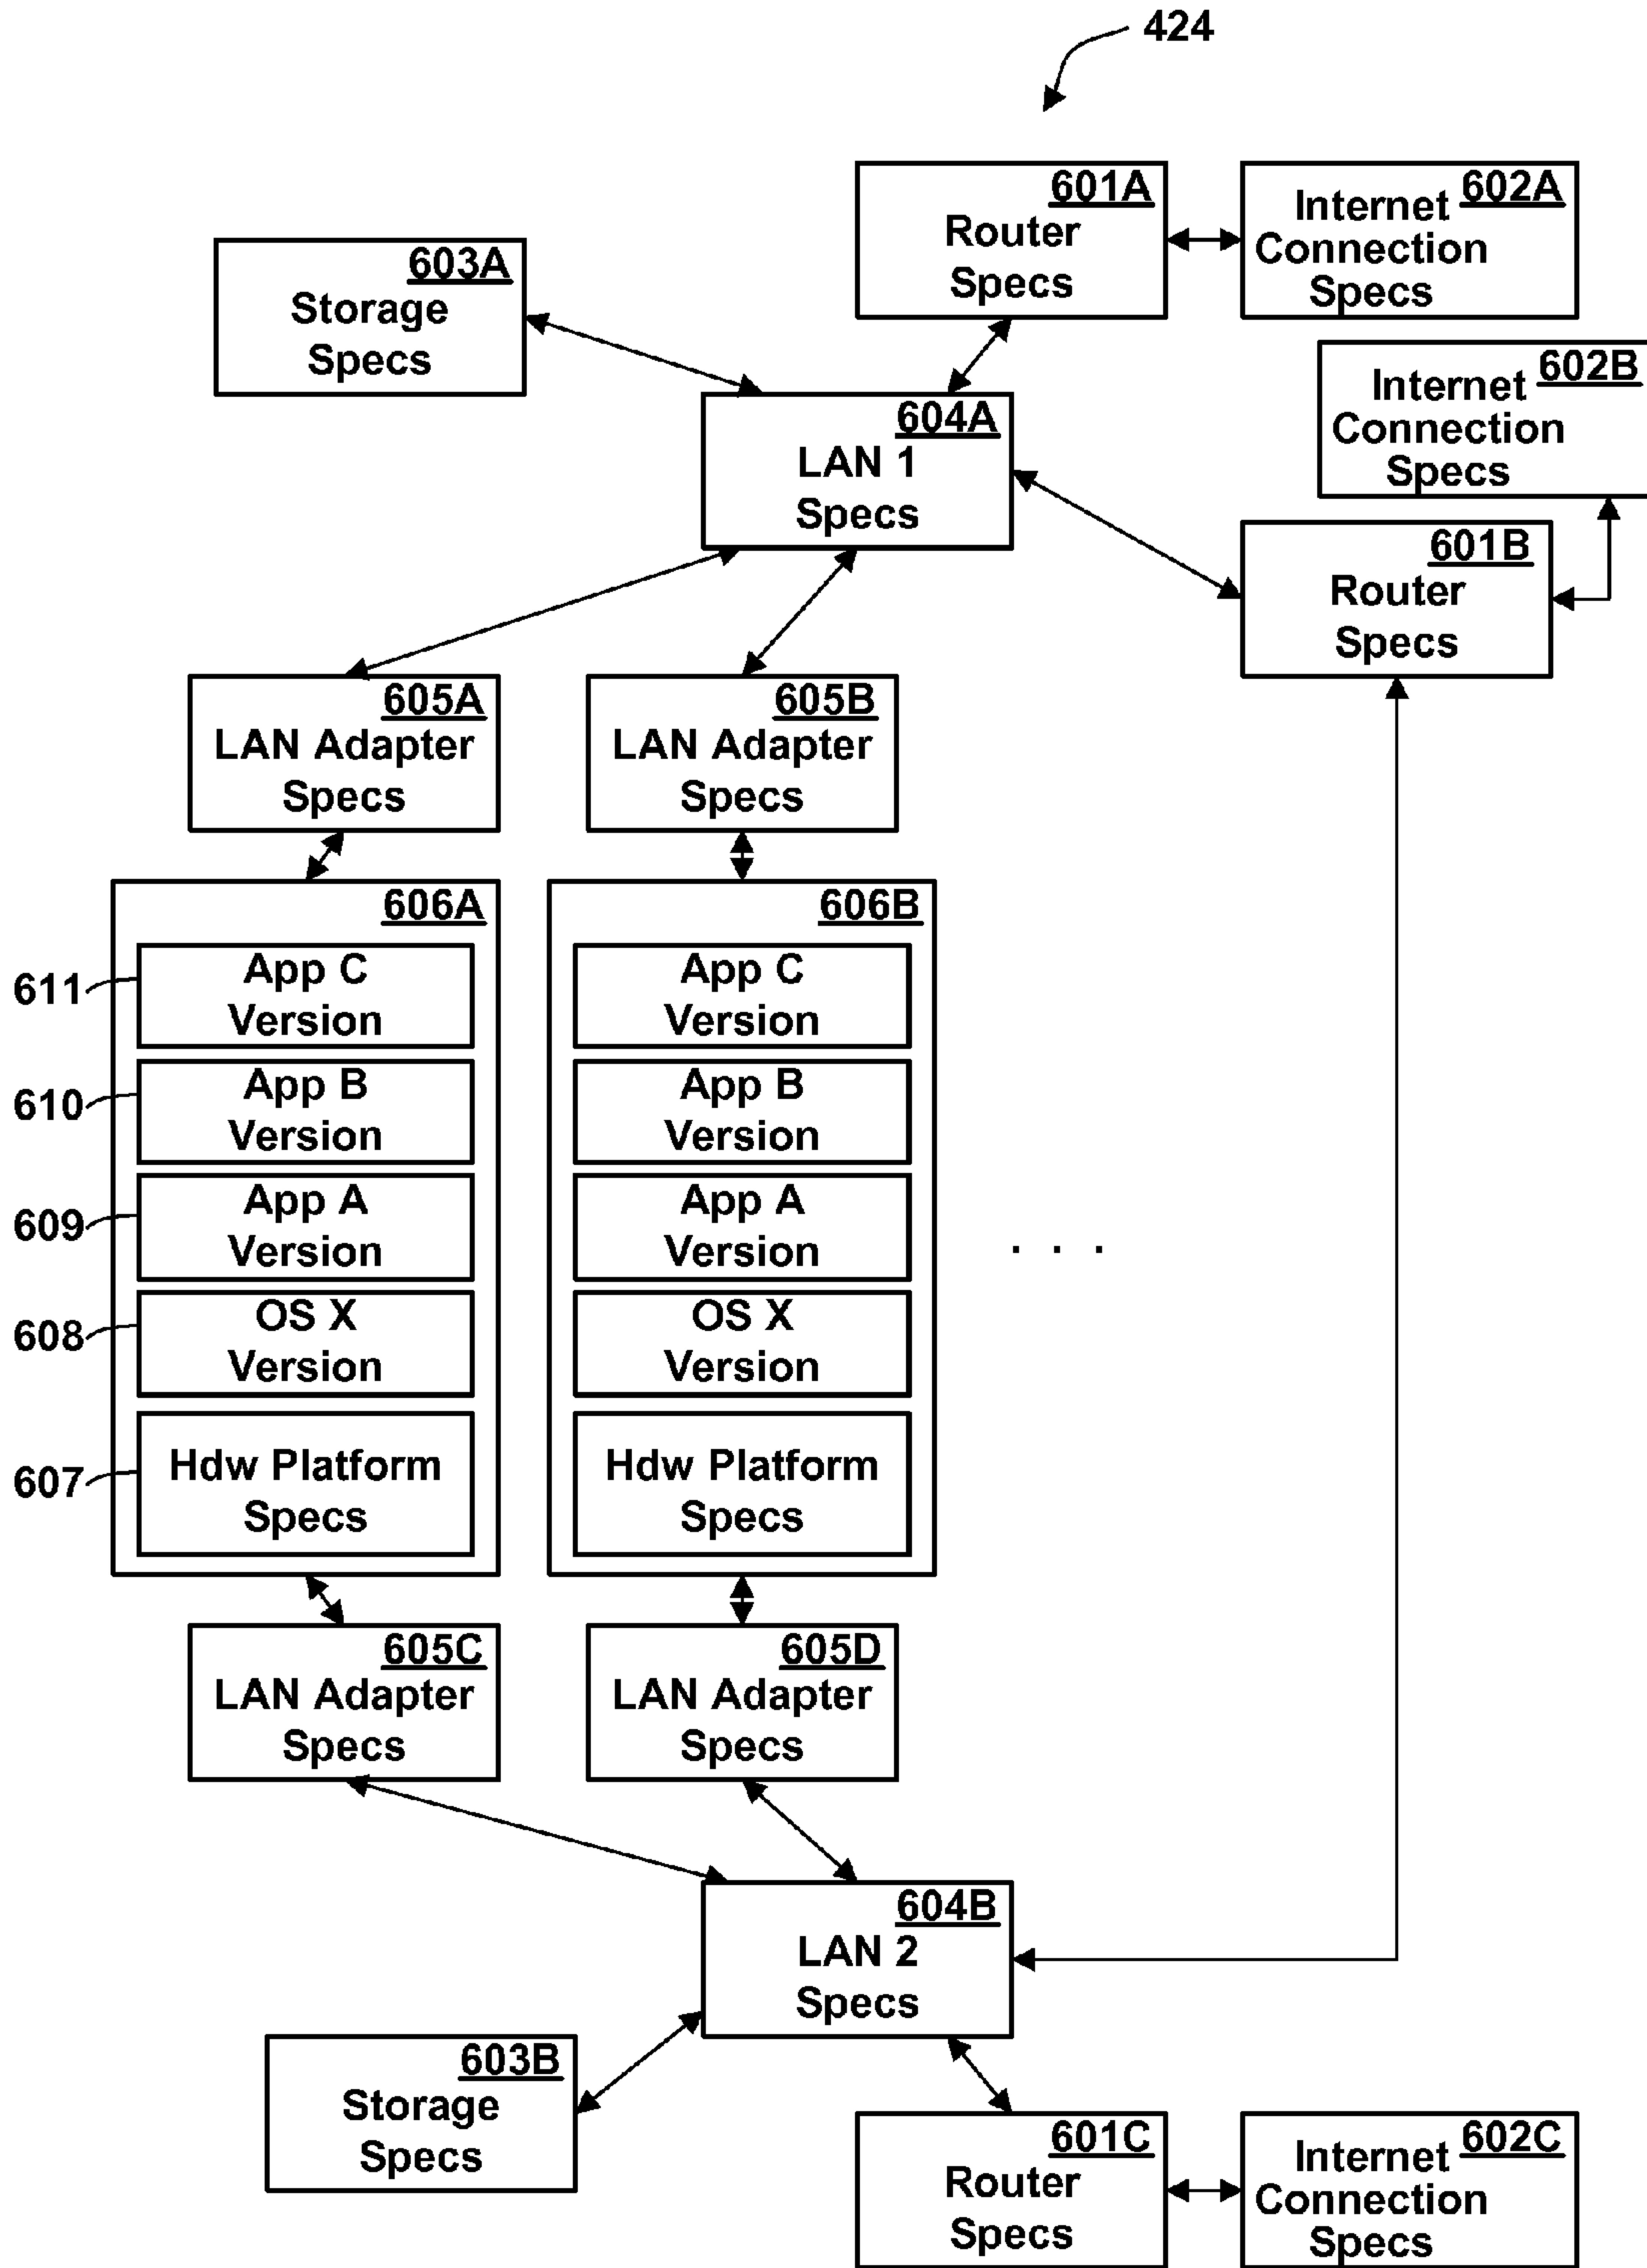 424
601A
Router
Specs
602A
Internet
Connection
Specs
603A
Storage
Specs
602B
Internet
Connection
Specs
604A
LAN 1
Specs
601B
Router
Specs
605A
LAN Adapter
Specs
605B
LAN Adapter
Specs
606A
606B
611
App C
Version
App C
Version
610
App B
Version
App B
Version
609
App A
Version
App A
Version
. . .
608
OS X
Version
OS X
Version
607
Hdw Platform
Specs
Hdw Platform
Specs
605C
LAN Adapter
Specs
605D
LAN Adapter
Specs
604B
LAN 2
Specs
603B
Storage
Specs
601C
Router
Specs
602C
Internet
Connection
Specs